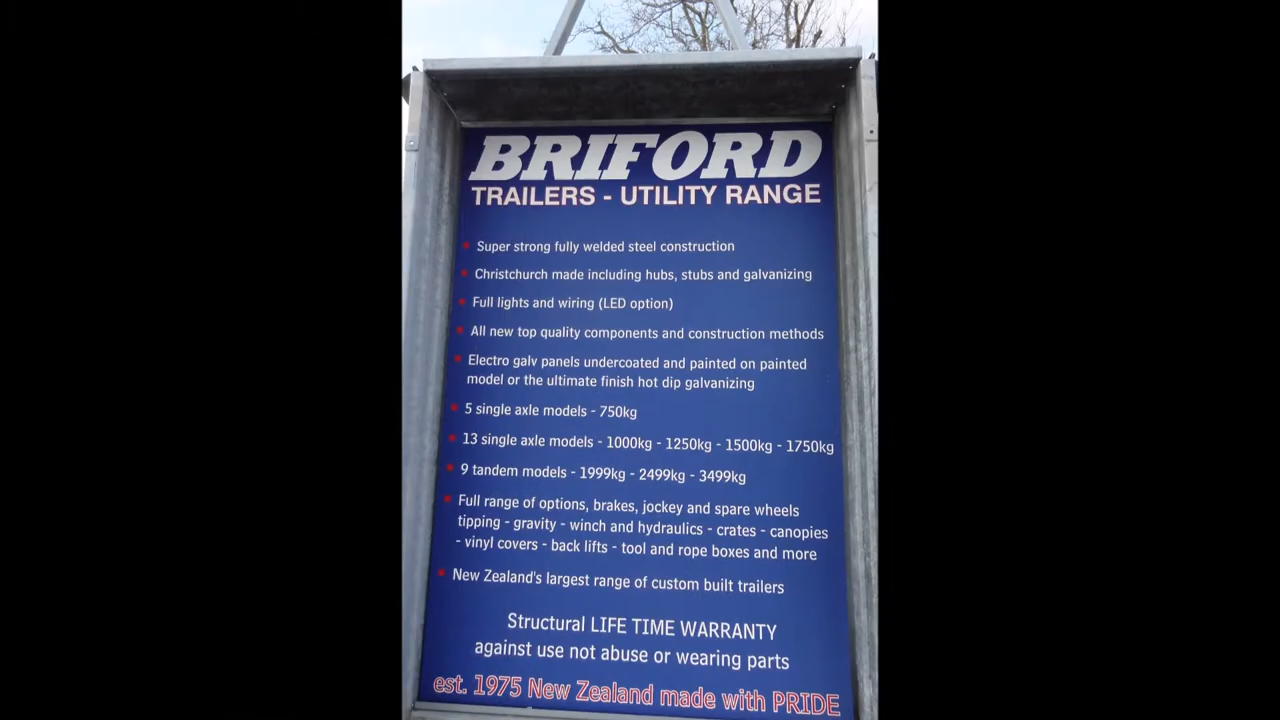 BRIFORD
TRAILERS - UTILITY RANGE
Super strong fully welded steel construction
Christchurch made including hubs, stubs and galvanizing
Full lights and wiring (LED option)
All new top quality components and construction methods
Electro galv panels undercoated and painted on painted
model or the ultimate finish hot dip galvanizing
5 single axle models - 750kg
13 single axle models - 1000kg - 1250kg - 1500kg - 1750kg
9 tandem models - 1999kg - 2499kg - 3499kg
Full range of options, brakes, jockey and spare wheels
tipping - gravity - winch and hydraulics - crates - canopies
- vinyl covers - back lifts - tool and rope boxes and more
New Zealand's largest range of custom built trailers
Structural LIFE TIME WARRANTY
against use not abuse or wearing parts
est. 1975 New Zealand made with PRIDE